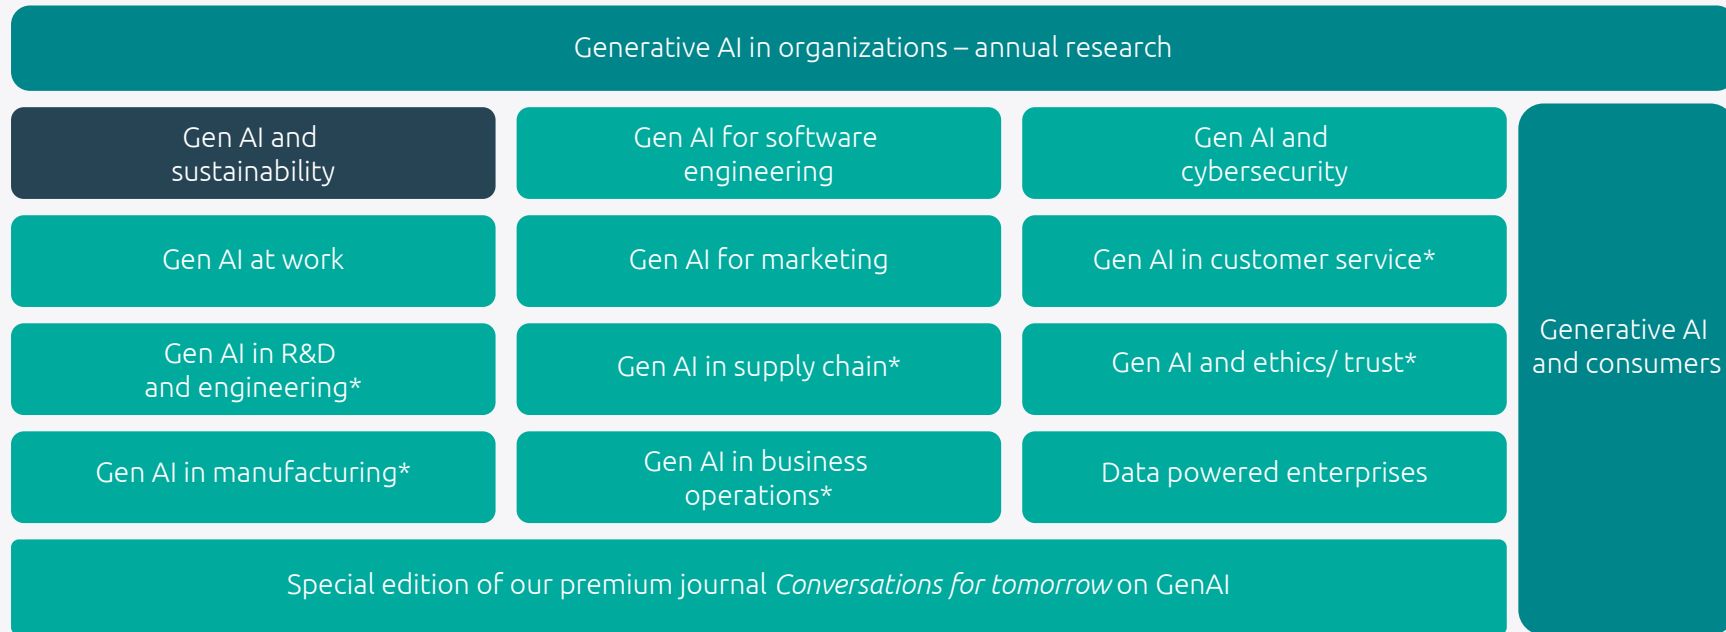 Generative AI in organizations – annual research
Gen AI and
sustainability
Gen AI for software
engineering
Gen AI and
cybersecurity
Gen AI at work
Gen AI for marketing
Gen AI in customer service*
Gen AI in R&D
and engineering*
Gen AI in supply chain*
Gen AI and ethics/ trust*
Gen AI in manufacturing*
Gen AI in business
operations*
Data powered enterprises
Special edition of our premium journal Conversations for tomorrow on GenAI
Generative AI
and consumers